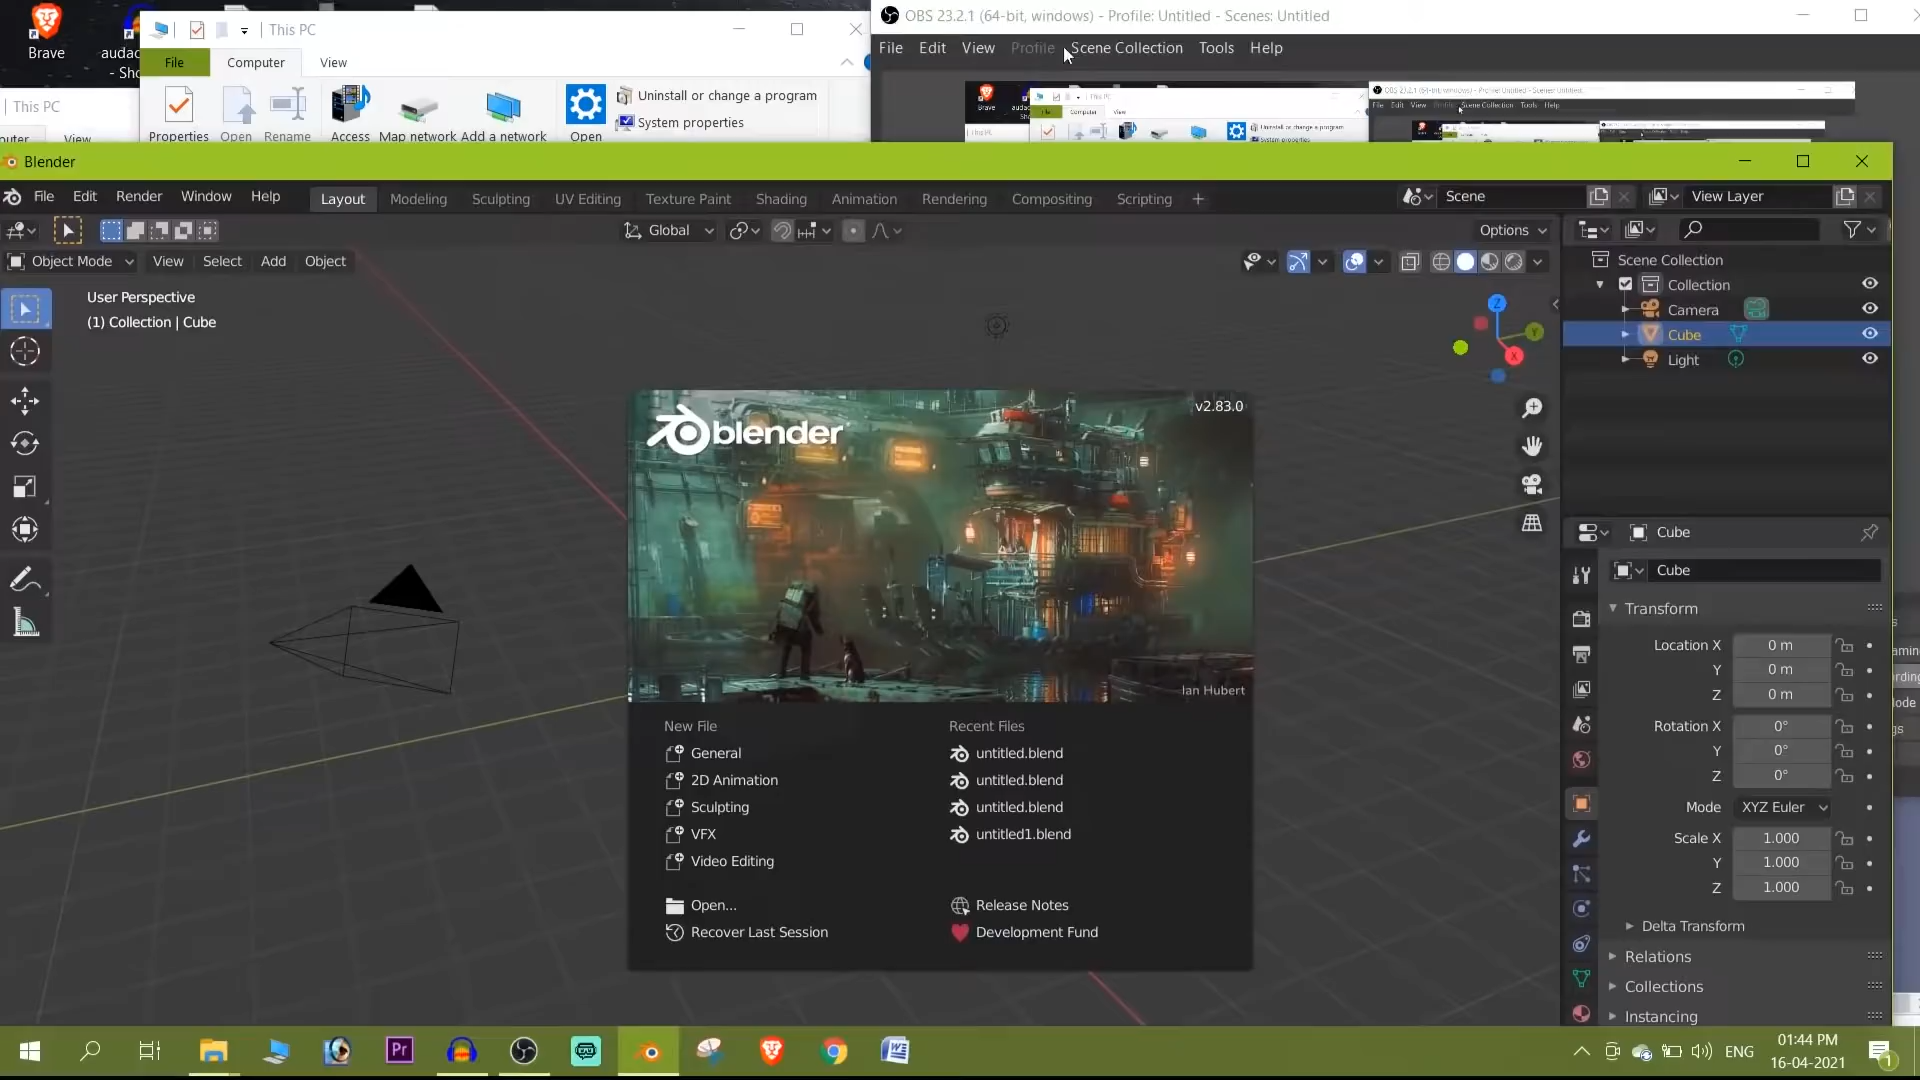 Brave
audac
- Sho
This PC
File
Computer
View
Properties
Open
Rename
Access
Map network
Add a network
Open
Uninstall or change a program
System properties
This PC
View
OBS 23.2.1 (64-bit, windows) - Profile: Untitled - Scenes: Untitled
File Edit View Profile Scene Collection Tools Help
Blender
File Edit Render Window Help
Layout Modeling Sculpting UV Editing Texture Paint Shading Animation Rendering Compositing Scripting +
Scene
View Layer
Global
Options
Object Mode
View Select Add Object
User Perspective
(1) Collection | Cube
Z
Y
X
blender
v2.83.0
Ian Hubert
New File
General
2D Animation
Sculpting
VFX
Video Editing
Open...
Recover Last Session
Recent Files
untitled.blend
untitled.blend
untitled.blend
untitled1.blend
Release Notes
Development Fund
Scene Collection
Collection
Camera
Cube
Light
Cube
Cube
Transform
Location X 0 m
Y 0 m
Z 0 m
Rotation X 0°
Y 0°
Z 0°
Mode XYZ Euler
Scale X 1.000
Y 1.000
Z 1.000
Delta Transform
Relations
Collections
Instancing
Pr
ENG
01:44 PM
16-04-2021
1